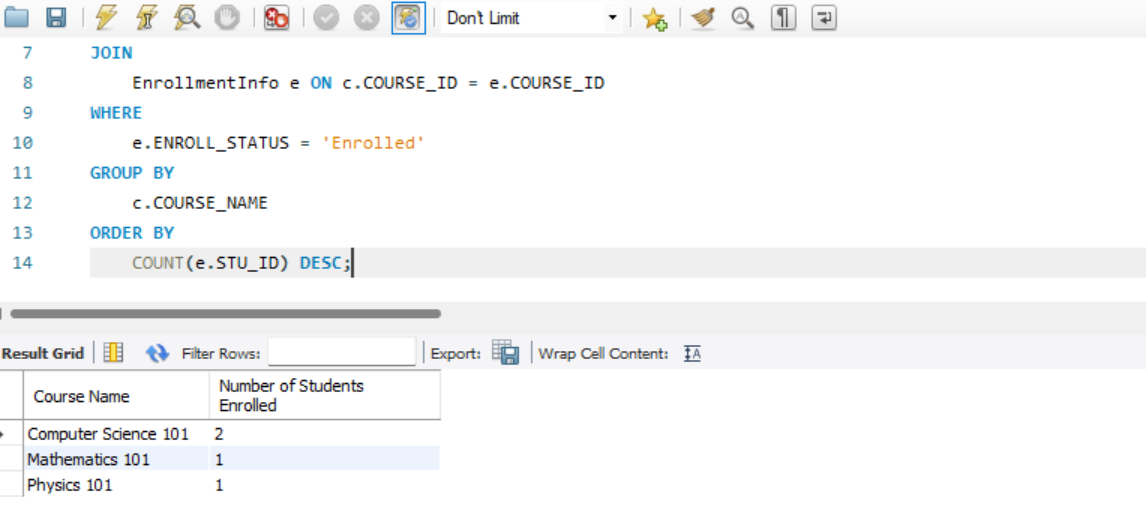 Don't Limit
7 JOIN
8 EnrollmentInfo e ON c.COURSE_ID = e.COURSE_ID
9 WHERE
10 e.ENROLL_STATUS = 'Enrolled'
11 GROUP BY
12 c.COURSE_NAME
13 ORDER BY
14 COUNT(e.STU_ID) DESC;
Result Grid Filter Rows: Export: Wrap Cell Content: IA
Course Name Number of Students
Enrolled
Computer Science 101 2
Mathematics 101 1
Physics 101 1